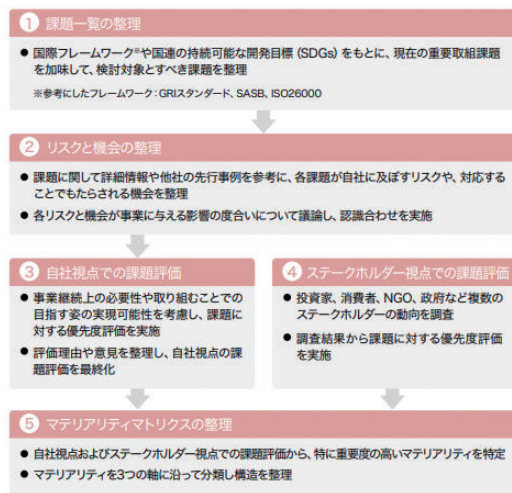 1 課題一覧の整理
● 国際フレームワーク※や国連の持続可能な開発目標（SDGs）をもとに、現在の重要取組課題
を加味して、検討対象とすべき課題を整理
※参考にしたフレームワーク：GRIスタンダード、SASB、ISO26000
2 リスクと機会の整理
● 課題に関して詳細情報や他社の先行事例を参考に、各課題が自社に及ぼすリスクや、対応する
ことでもたらされる機会を整理
● 各リスクと機会が事業に与える影響の度合いについて議論し、認識合わせを実施
3 自社視点での課題評価
● 事業継続上の必要性や取り組むことでの
目指す姿の実現可能性を考慮し、課題に
対する優先度評価を実施
● 評価理由や意見を整理し、自社視点の課
題評価を最終化
4 ステークホルダー視点での課題評価
● 投資家、消費者、NGO、政府など複数の
ステークホルダーの動向を調査
● 調査結果から課題に対する優先度評価
を実施
5 マテリアリティマトリクスの整理
● 自社視点およびステークホルダー視点での課題評価から、特に重要度の高いマテリアリティを特定
● マテリアリティを3つの軸に沿って分類し構造を整理